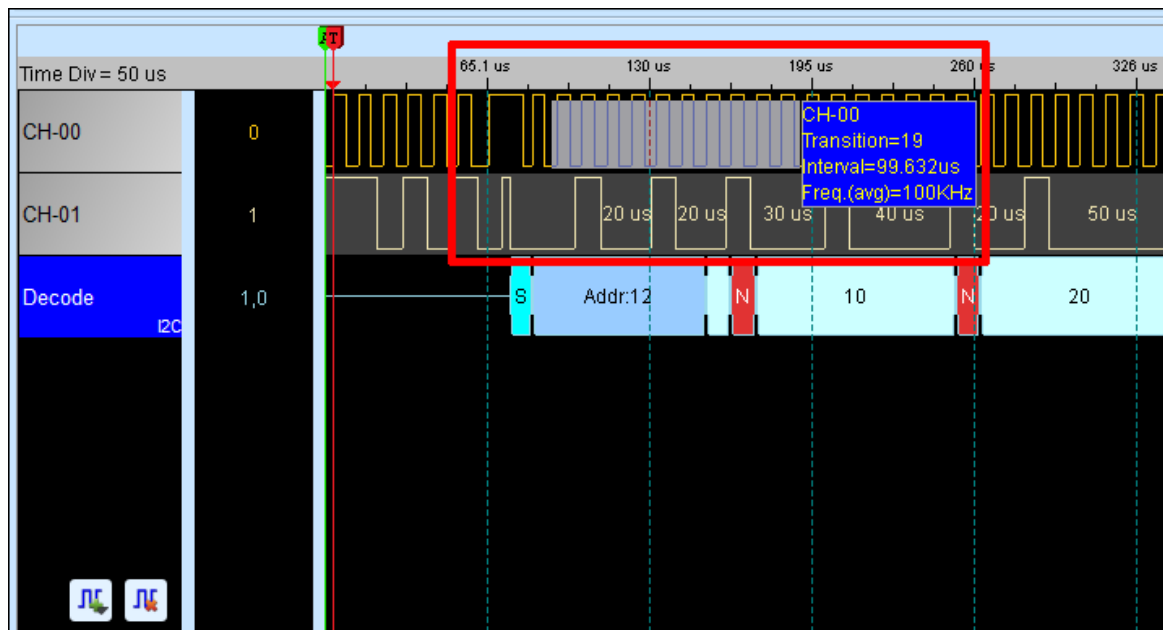 T
Time Div = 50 us
65.1 us 130 us 195 us 260 us 326 us
CH-00 0
CH-00
Transition=19
Interval=99.632us
Freq.(avg)=100KHz
CH-01 1 20 us 20 us 30 us 40 us 20 us 50 us
Decode 1,0 S Addr:12 N 10 N 20
I2C